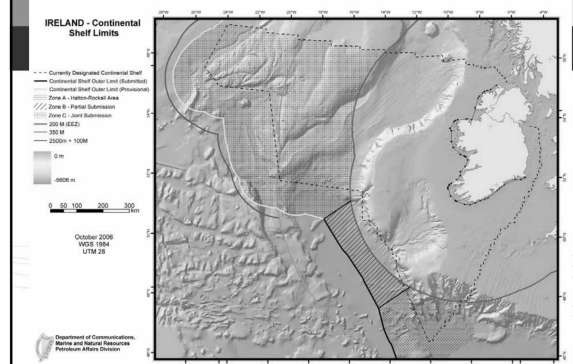 IRELAND - Continental
Shelf Limits
Currently Designated Continental Shelf
Continental Shelf Outer Limit (Submitted)
Continental Shelf Outer Limit (Provisional)
Zone A - Hatton-Rockall Area
Zone B - Partial Submission
Zone C - Joint Submission
200 M (EEZ)
350 M
2500m + 100M
0 m
-5606 m
0 50 100 200 300
km
October 2006
WGS 1984
UTM 28
Department of Communications,
Marine and Natural Resources
Petroleum Affairs Division